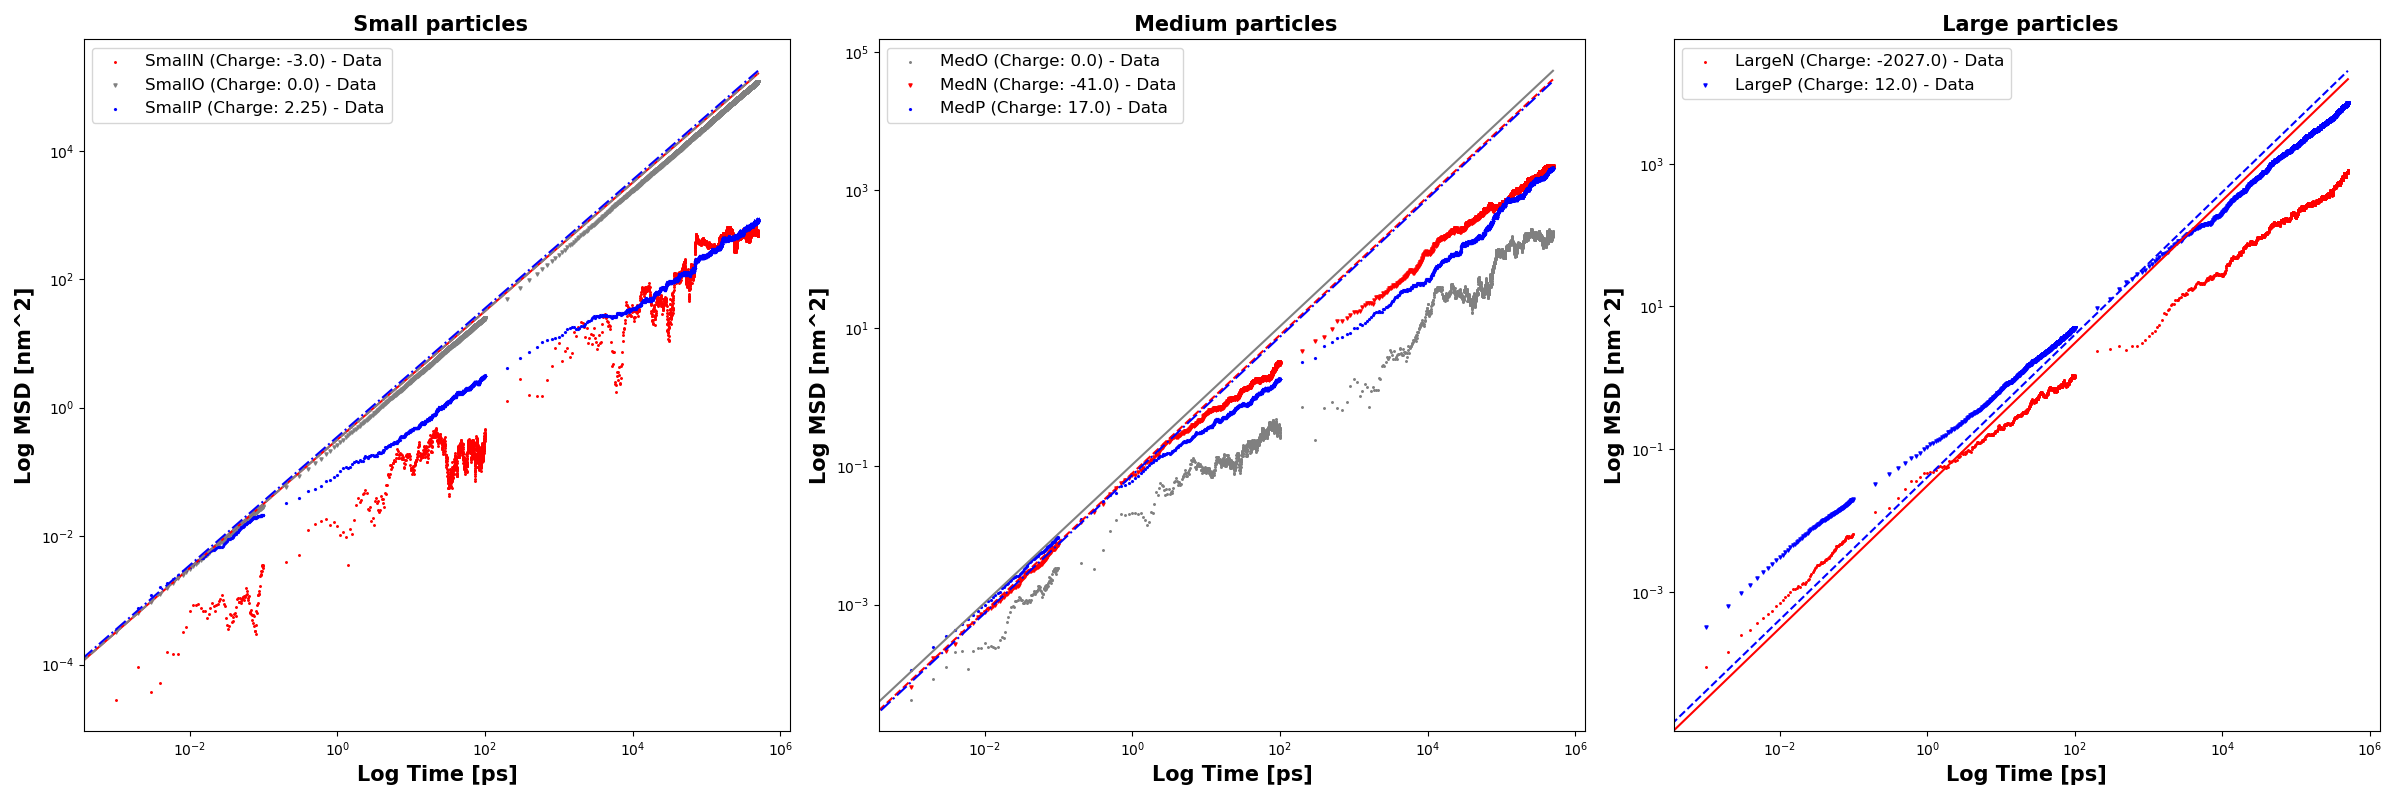 Small particles
SmallN (Charge: -3.0) - Data
SmallO (Charge: 0.0) - Data
SmallP (Charge: 2.25) - Data
10^4
10^2
10^0
10^-2
10^-4
Log MSD [nm^2]
10^-2 10^0 10^2 10^4 10^6
Log Time [ps]
Medium particles
MedO (Charge: 0.0) - Data
MedN (Charge: -41.0) - Data
MedP (Charge: 17.0) - Data
10^5
10^3
10^1
10^-1
10^-3
Log MSD [nm^2]
10^-2 10^0 10^2 10^4 10^6
Log Time [ps]
Large particles
LargeN (Charge: -2027.0) - Data
LargeP (Charge: 12.0) - Data
10^3
10^1
10^-1
10^-3
Log MSD [nm^2]
10^-2 10^0 10^2 10^4 10^6
Log Time [ps]